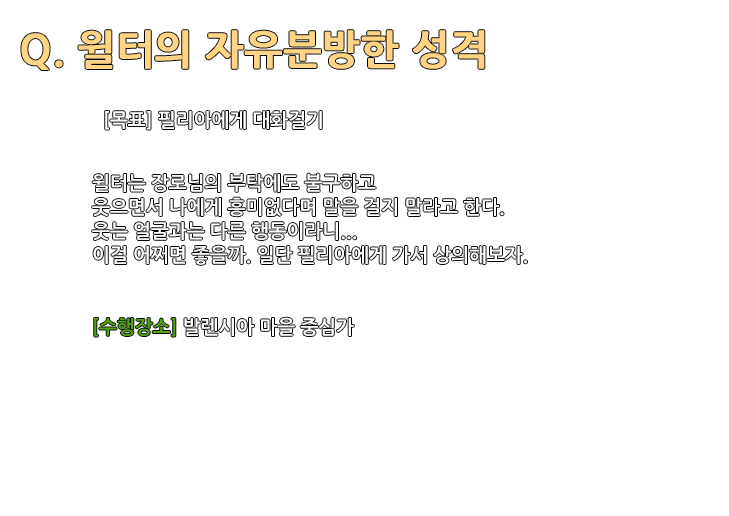 Q. 월터의 자유분방한 성격
[목표] 필리아에게 대화걸기
월터는 장로님의 부탁에도 불구하고
웃으면서 나에게 흥미없다며 말을 걸지 말라고 한다.
웃는 얼굴과는 다른 행동이라니...
이걸 어쩌면 좋을까. 일단 필리아에게 가서 상의해보자.
[수행장소] 발렌시아 마을 중심가